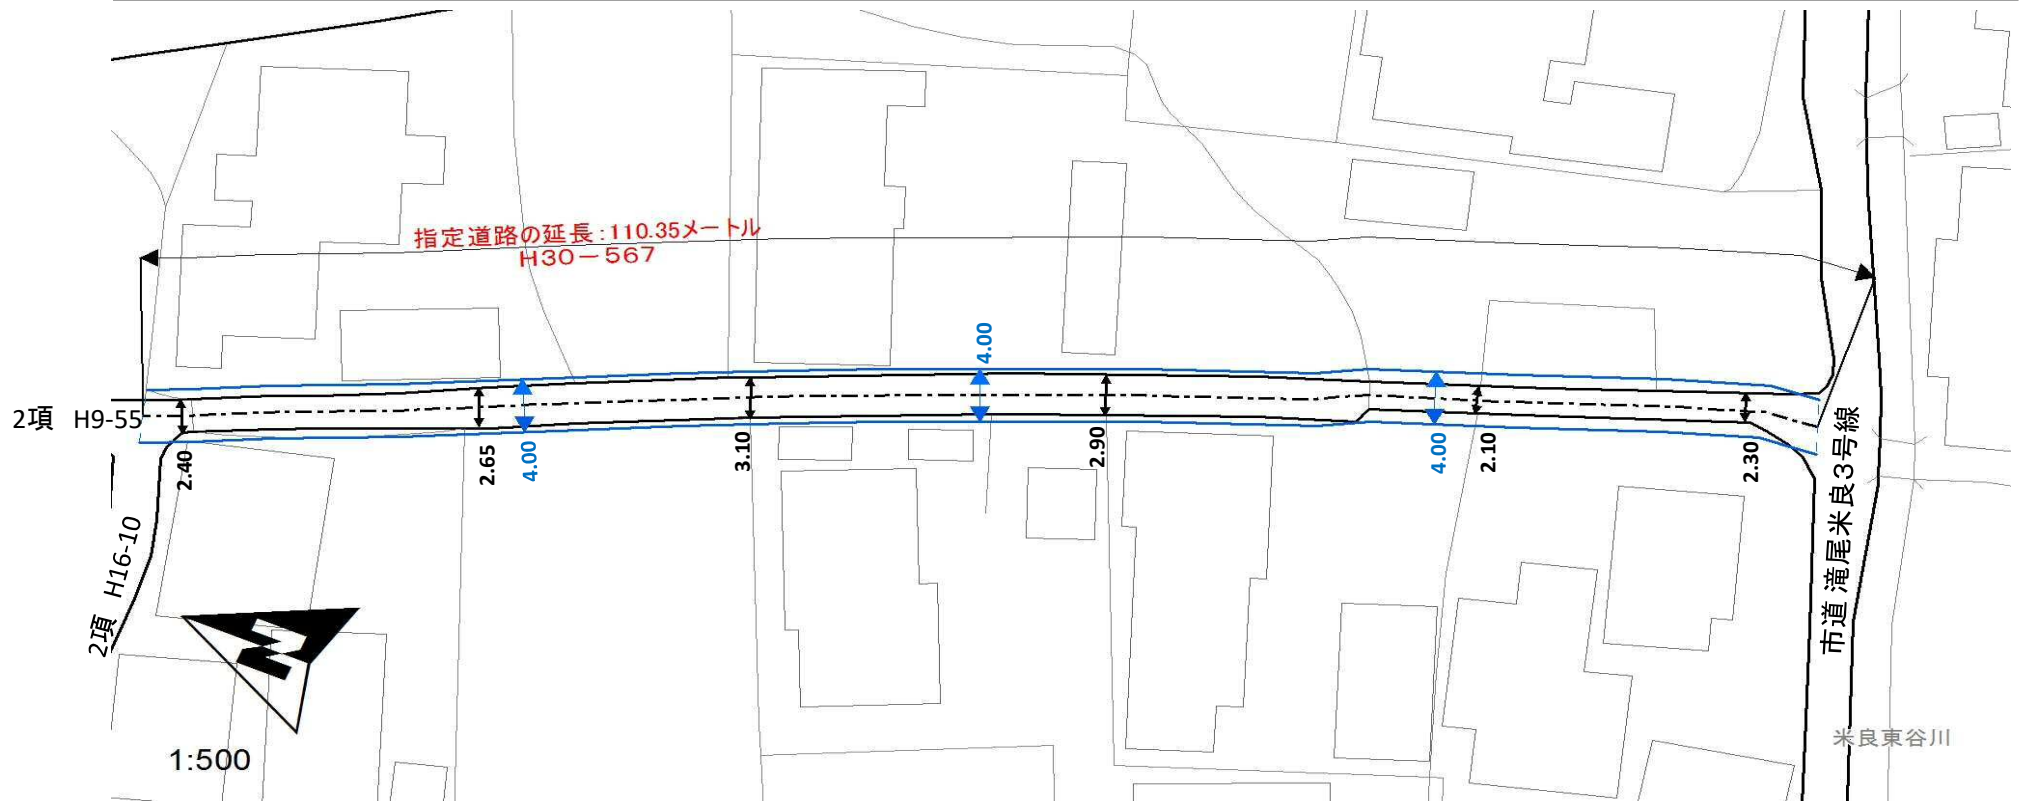 指定道路の延長:110.35メートル
H30-567
4.00
2項 H9-55
2.40
2.65
4.00
3.10
2.90
4.00
2.10
2.30
2項 H16-10
市道 滝尾米良3号線
N
1:500
米良東谷川